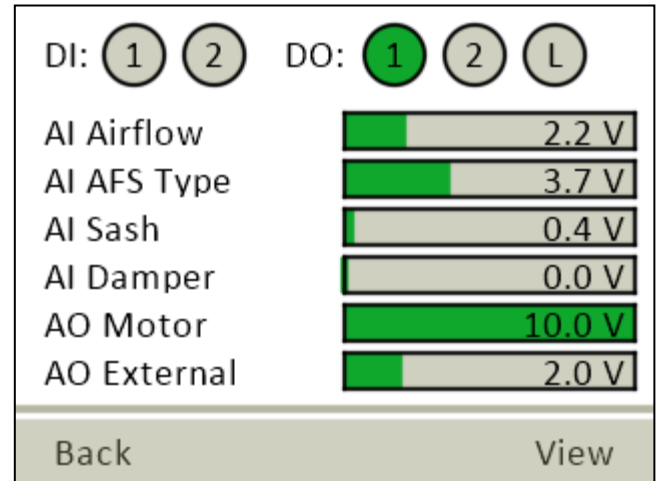 DI: 1 2 DO: 1 2 L
AI Airflow 2.2 V
AI AFS Type 3.7 V
AI Sash 0.4 V
AI Damper 0.0 V
AO Motor 10.0 V
AO External 2.0 V
Back View